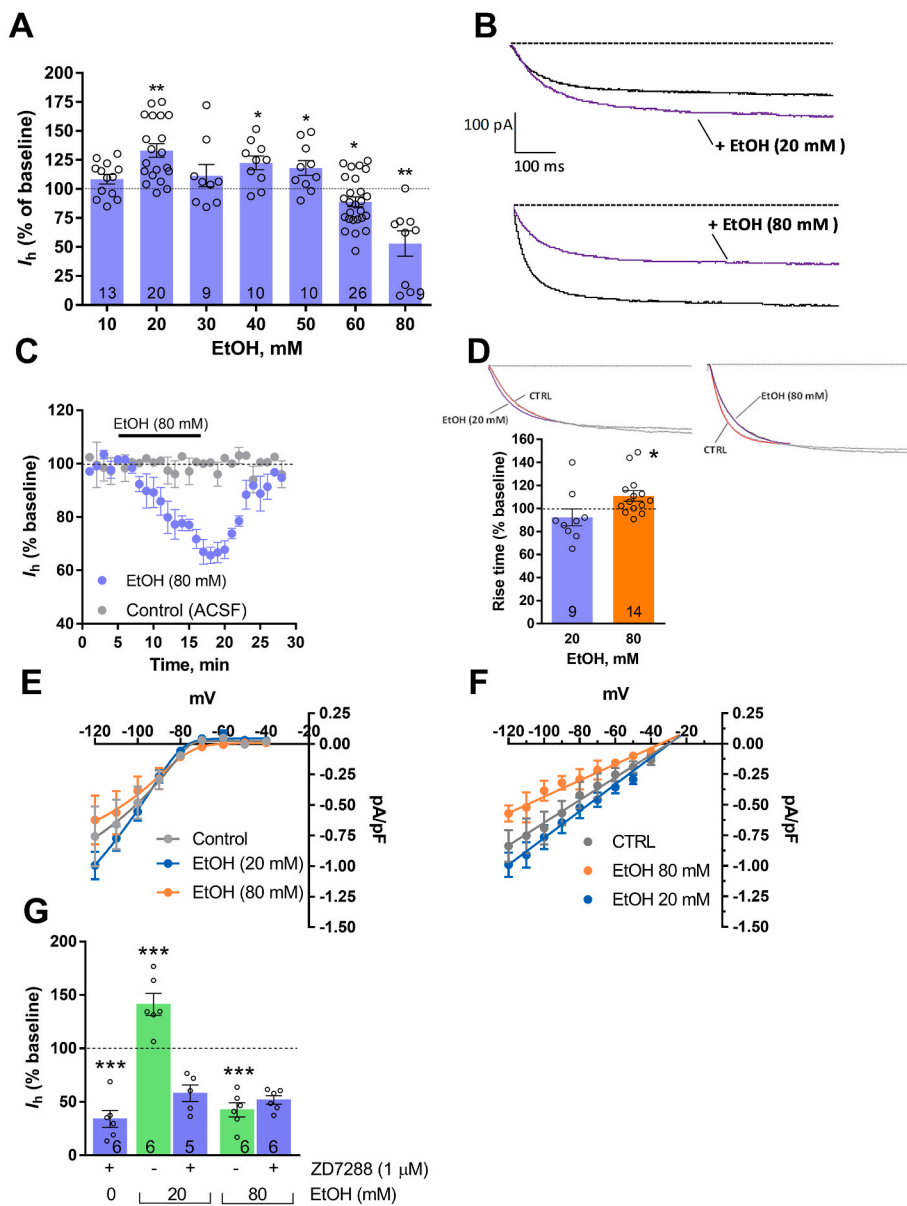 A
Ih (% of baseline)
200
175
150
125
100
75
50
25
0
**
*
*
*
**
13
20
9
10
10
26
9
10
20
30
40
50
60
80
EtOH, mM
B
100 pA
100 ms
+ EtOH (20 mM )
+ EtOH (80 mM )
C
Ih (% baseline)
120
100
80
60
40
EtOH (80 mM)
EtOH (80 mM)
Control (ACSF)
0 5 10 15 20 25 30
Time, min
D
CTRL
EtOH (20 mM)
EtOH (80 mM)
CTRL
Rise time (% baseline)
160
140
120
100
80
60
40
20
0
*
9
14
20
80
EtOH, mM
E
mV
-120 -100 -80 -60 -40 -20
0.25
0.00
-0.25
-0.50
-0.75
-1.00
-1.25
-1.50
pA/pF
Control
EtOH (20 mM)
EtOH (80 mM)
F
mV
-120 -100 -80 -60 -40 -20
0.25
0.00
-0.25
-0.50
-0.75
-1.00
-1.25
-1.50
pA/pF
CTRL
EtOH 80 mM
EtOH 20 mM
G
Ih (% baseline)
200
150
100
50
0
***
***
***
6
6
5
6
6
+ - + - + ZD7288 (1 μM)
0 20 80 EtOH (mM)